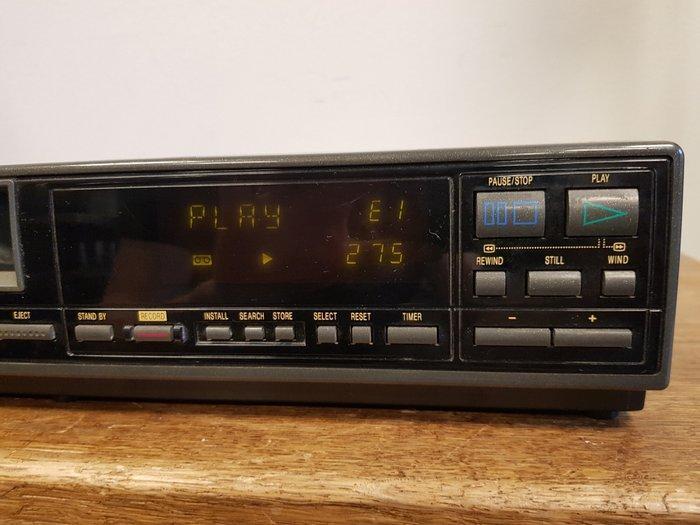 PAUSE/STOP PLAY
PLAY E1
275
REWIND STILL WIND
EJECT STAND BY RECORD INSTALL SEARCH STORE SELECT RESET TIMER - +